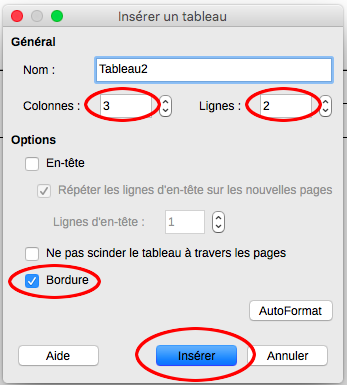 Insérer un tableau
Général
Nom : Tableau2
Colonnes : 3 Lignes : 2
Options
En-tête
Répéter les lignes d'en-tête sur les nouvelles pages
Lignes d'en-tête : 1
Ne pas scinder le tableau à travers les pages
Bordure
AutoFormat
Aide Insérer Annuler